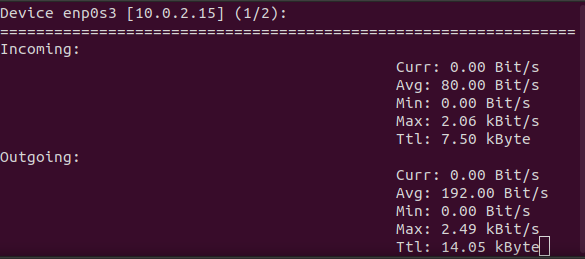 Device enp0s3 [10.0.2.15] (1/2):
================================================================
Incoming:
Curr: 0.00 Bit/s
Avg: 80.00 Bit/s
Min: 0.00 Bit/s
Max: 2.06 kBit/s
Ttl: 7.50 kByte
Outgoing:
Curr: 0.00 Bit/s
Avg: 192.00 Bit/s
Min: 0.00 Bit/s
Max: 2.49 kBit/s
Ttl: 14.05 kByte